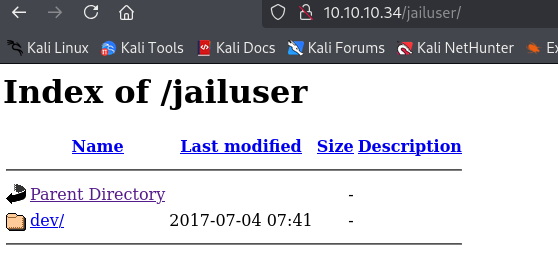 10.10.10.34/jailuser/
Kali Linux Kali Tools Kali Docs Kali Forums Kali NetHunter Ex
Index of /jailuser
Name Last modified Size Description
Parent Directory -
dev/ 2017-07-04 07:41 -